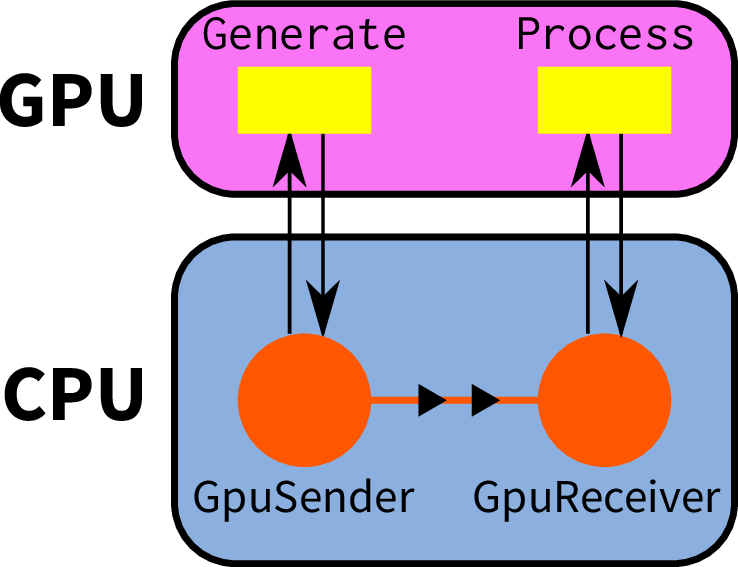 Generate
Process
GPU
CPU
GpuSender
GpuReceiver